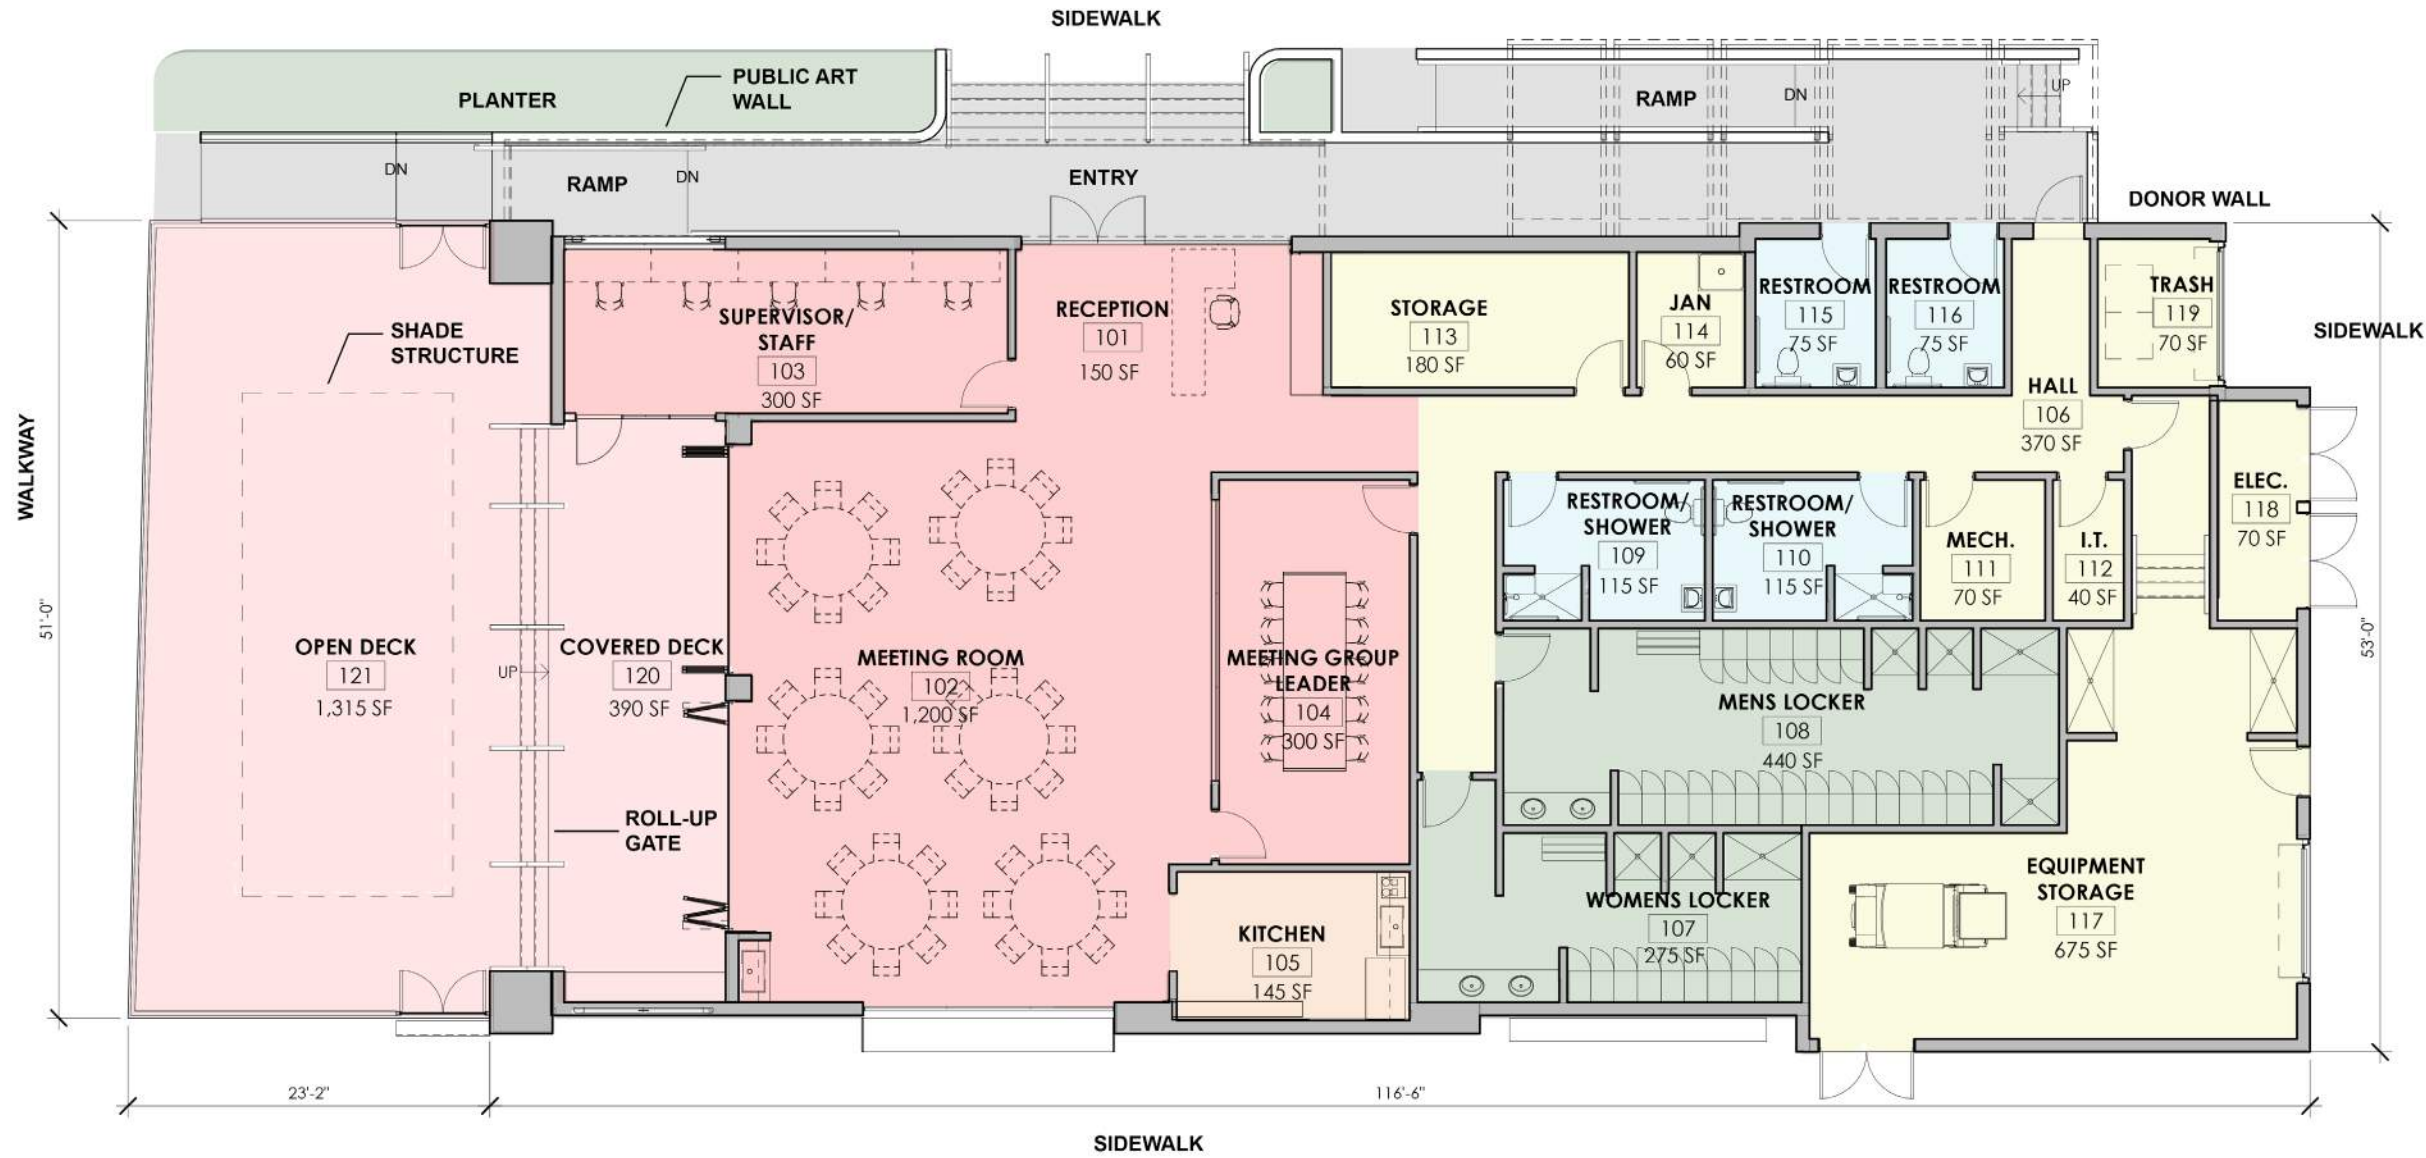 SIDEWALK
PUBLIC ART
WALL
PLANTER
RAMP
DN
UP
DN
RAMP
DN
ENTRY
DONOR WALL
SHADE
STRUCTURE
SUPERVISOR/
STAFF
103
300 SF
RECEPTION
101
150 SF
STORAGE
113
180 SF
JAN
114
60 SF
RESTROOM
115
75 SF
RESTROOM
116
75 SF
TRASH
119
70 SF
SIDEWALK
HALL
106
370 SF
WALKWAY
ELEC.
118
70 SF
RESTROOM/
SHOWER
109
115 SF
RESTROOM/
SHOWER
110
115 SF
MECH.
111
70 SF
I.T.
112
40 SF
51'-0"
53'-0"
OPEN DECK
121
1,315 SF
UP
COVERED DECK
120
390 SF
MEETING ROOM
102
1,200 SF
MEETING GROUP
LEADER
104
300 SF
MENS LOCKER
108
440 SF
ROLL-UP
GATE
KITCHEN
105
145 SF
WOMENS LOCKER
107
275 SF
EQUIPMENT
STORAGE
117
675 SF
23'-2"
116'-6"
SIDEWALK